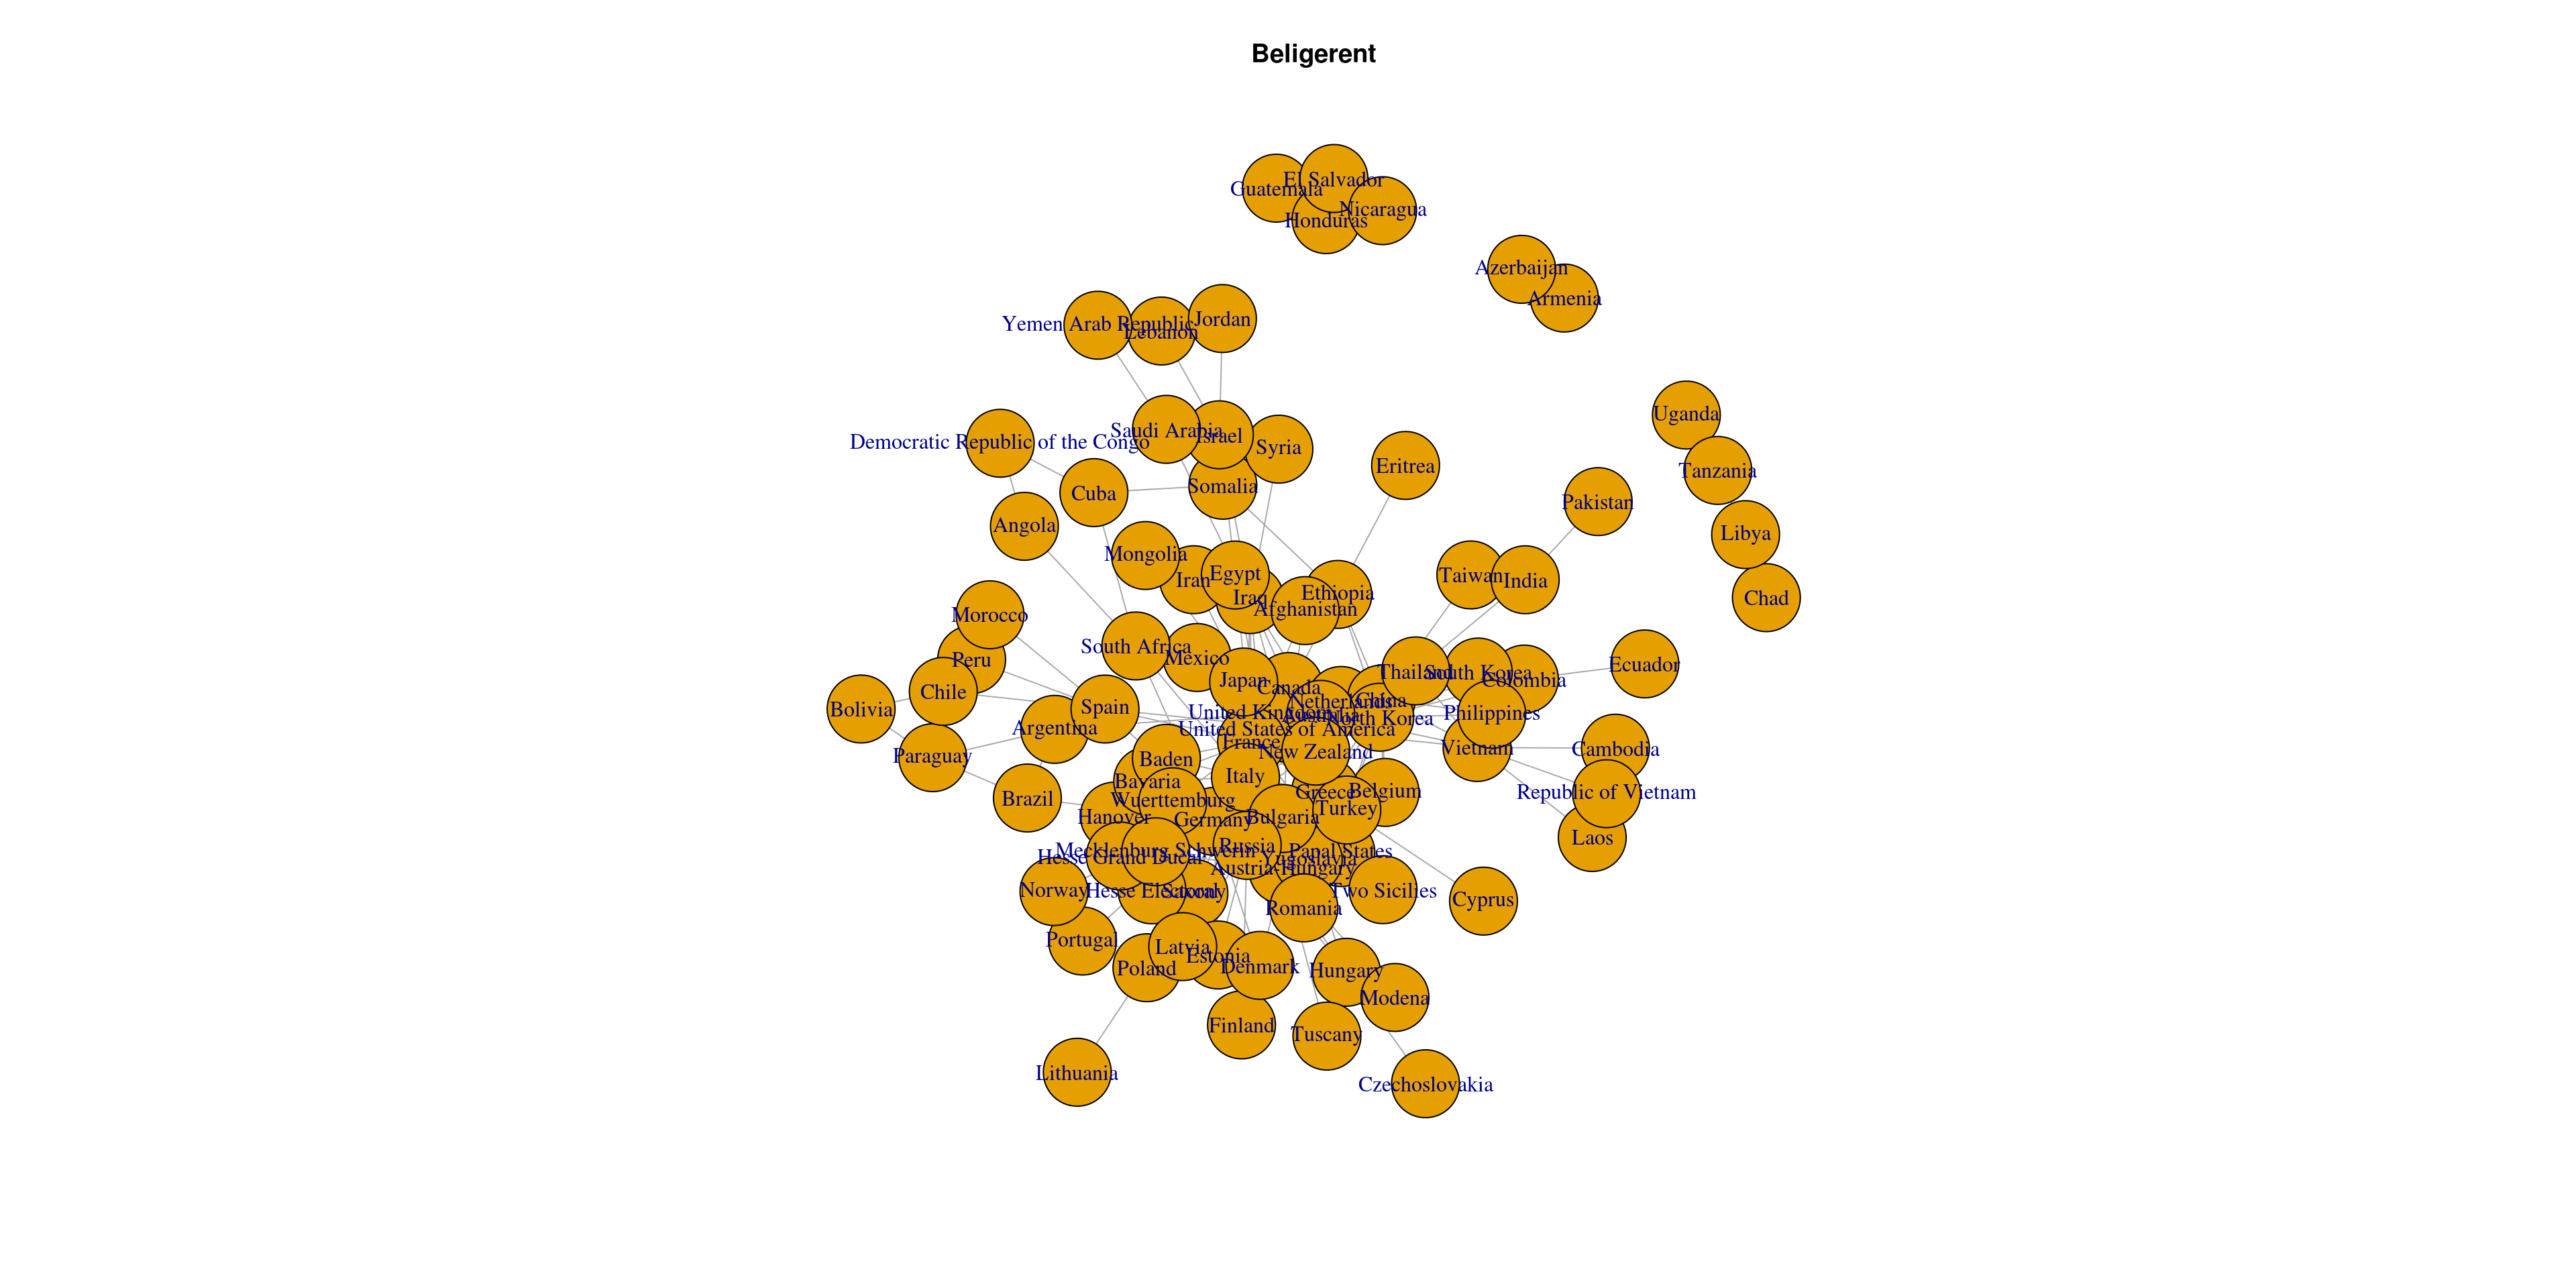 Beligerent
El Salvador
Guatemala
Nicaragua
Honduras
Azerbaijan
Armenia
Jordan
Yemen Arab Republic
Lebanon
Uganda
Saudi Arabia
Israel
Democratic Republic of the Congo
Syria
Eritrea
Tanzania
Somalia
Cuba
Pakistan
Angola
Libya
Mongolia
Egypt
Taiwan
Iran
India
Ethiopia
Iraq
Chad
Afghanistan
Morocco
South Africa
Mexico
Peru
Ecuador
Thailand
South Korea
Japan
Colombia
Canada
Chile
China
Netherlands
Spain
Bolivia
United Kingdom
Philippines
Australia
North Korea
Argentina
United States of America
France
Vietnam
Cambodia
New Zealand
Paraguay
Baden
Italy
Bavaria
Belgium
Greece
Republic of Vietnam
Brazil
Wuerttemburg
Turkey
Hanover
Bulgaria
Germany
Laos
Russia
Mecklenburg Schwerin
Papal States
Hesse Grand Ducal
Yugoslavia
Austria-Hungary
Norway
Hesse Electoral
Saxony
Two Sicilies
Cyprus
Romania
Portugal
Latvia
Estonia
Denmark
Poland
Hungary
Modena
Finland
Tuscany
Lithuania
Czechoslovakia